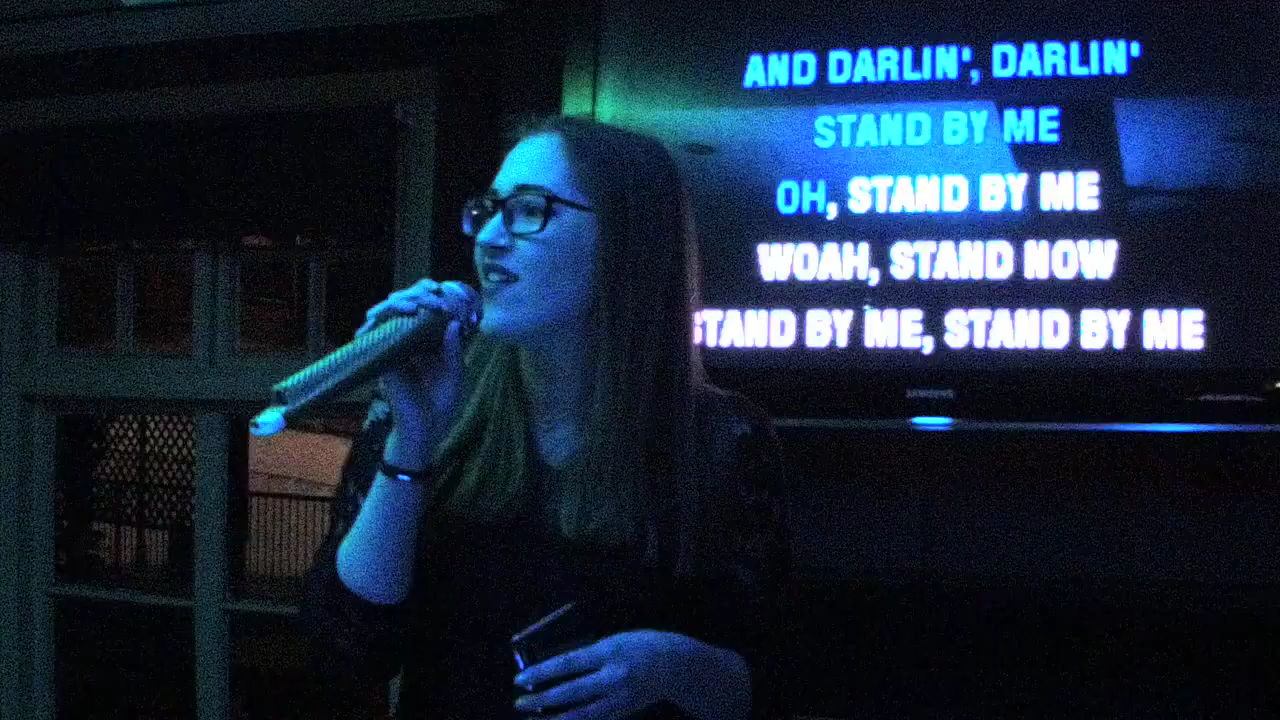 AND DARLIN', DARLIN'
STAND BY ME
OH, STAND BY ME
WOAH, STAND NOW
STAND BY ME, STAND BY ME
SAMSUNG